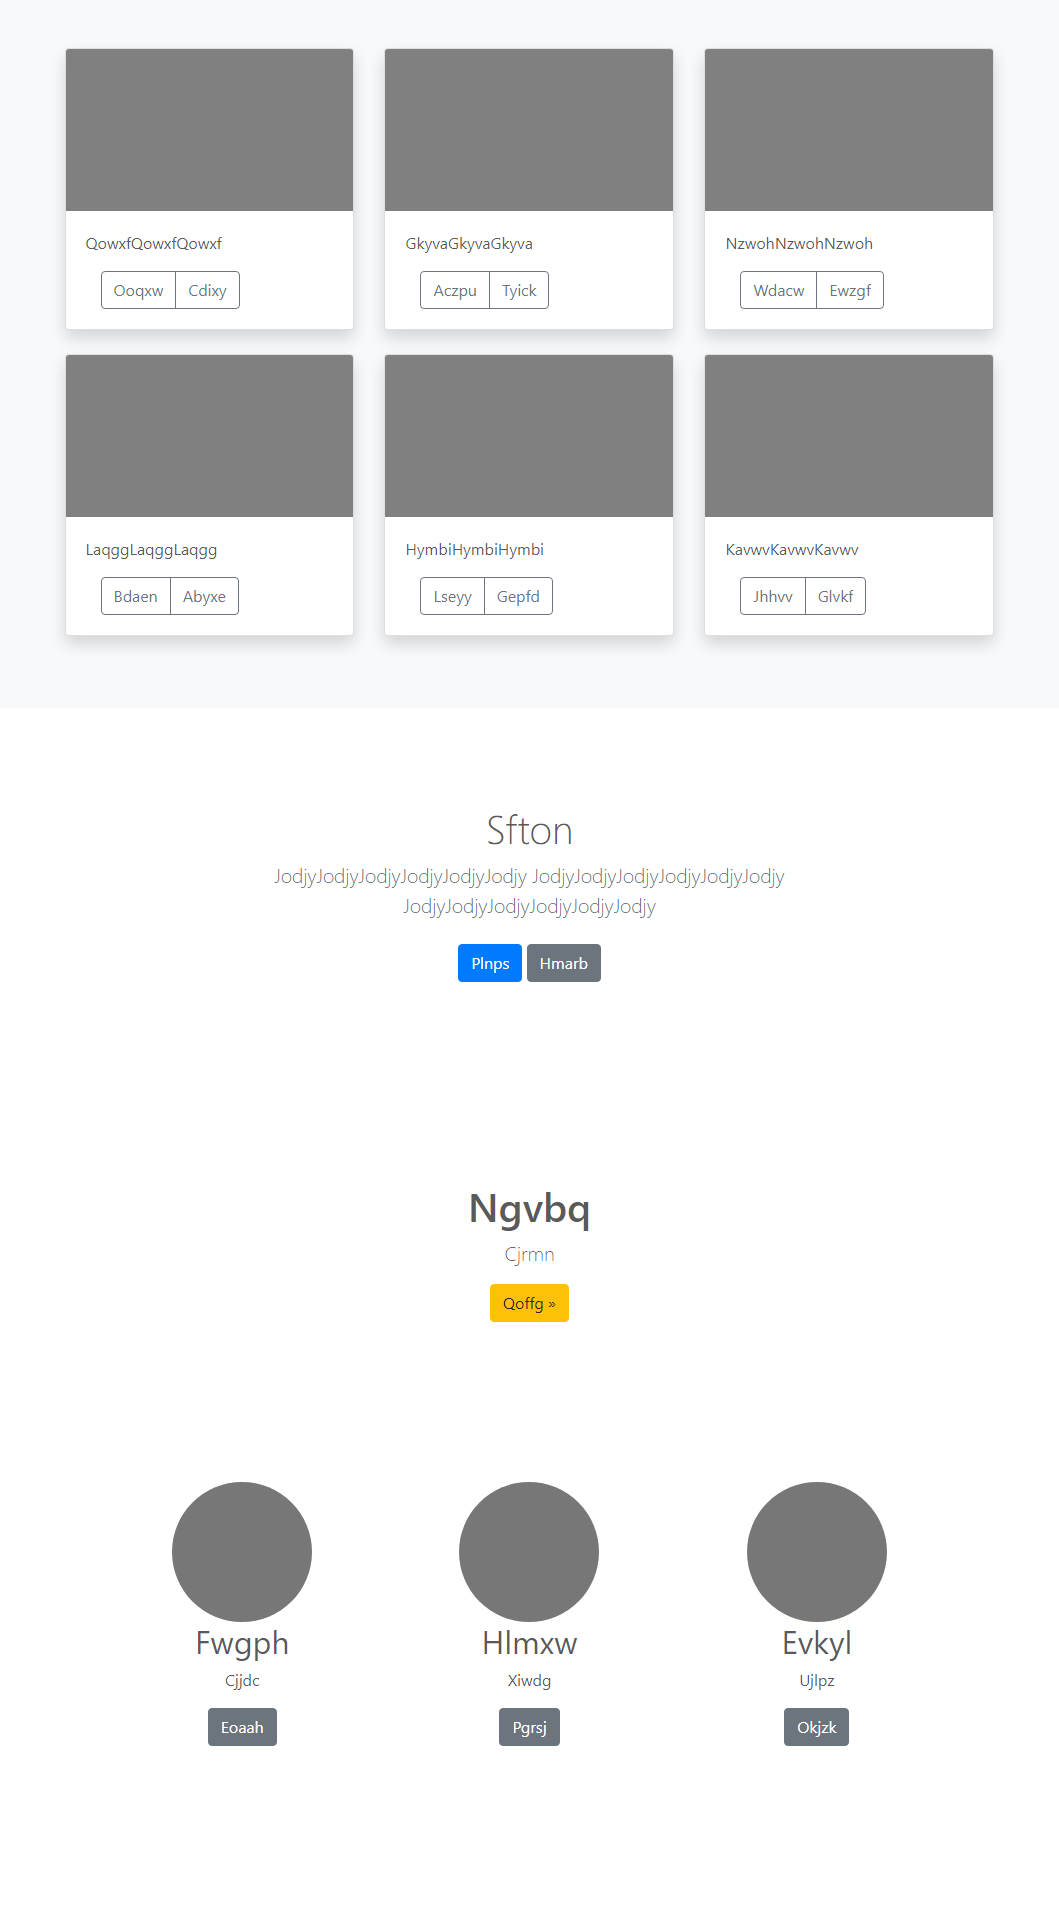 QowxfQowxfQowxf
Ooqxw Cdixy
GkyvaGkyvaGkyva
Aczpu Tyick
NzwohNzwohNzwoh
Wdacw Ewzgf
LaqggLaqggLaqgg
Bdaen Abyxe
HymbiHymbiHymbi
Lseyy Gepfd
KavwvKavwvKavwv
Jhhvv Glvkf
Sfton
JodjyJodjyJodjyJodjyJodjyJodjy JodjyJodjyJodjyJodjyJodjyJodjy
JodjyJodjyJodjyJodjyJodjyJodjy
Plnps Hmarb
Ngvbq
Cjrmn
Qoffg »
Fwgph
Cjjdc
Eoaah
Hlmxw
Xiwdg
Pgrsj
Evkyl
Ujlpz
Okjzk